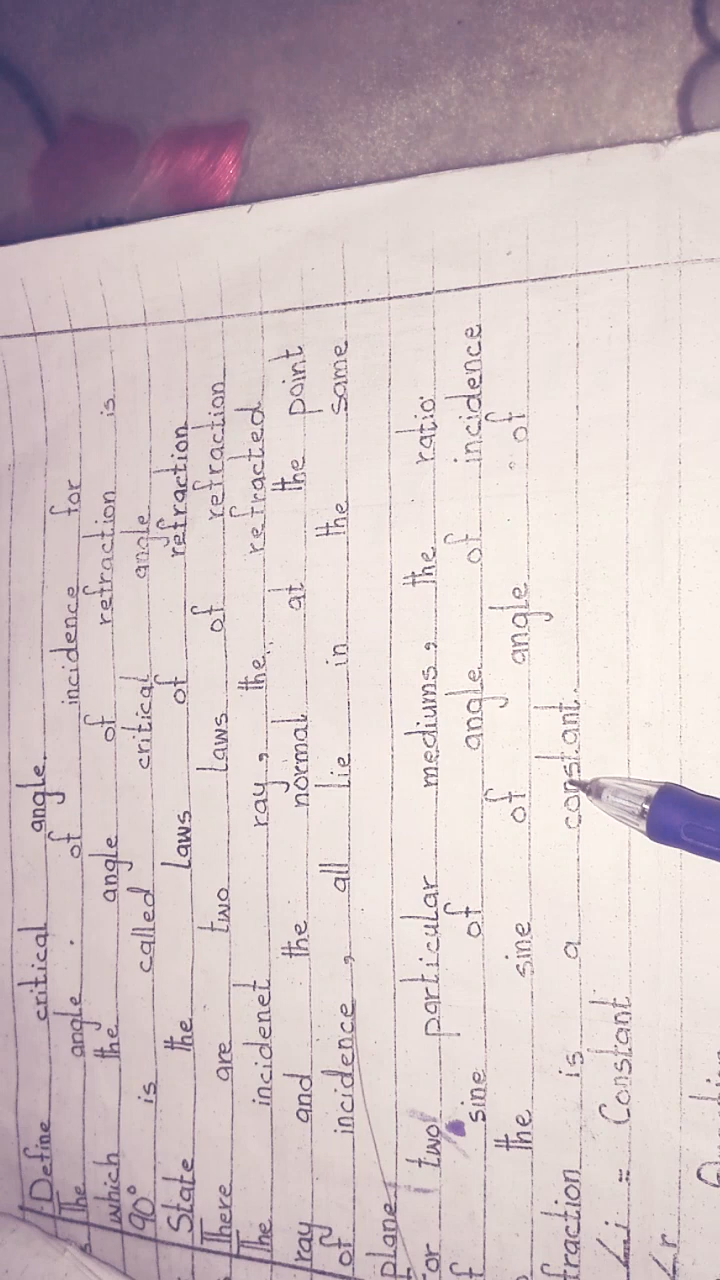 Define critical angle.
The angle of incidence for
which the angle of refraction is
90° is called critical angle
State the laws of refraction
There are two laws of refraction
The incidenet ray, the refracted
ray and the normal at the point
of incidence, all lie in the same
plane
or two particular mediums, the ratio
f sine of angle of incidence
the sine of angle of
fraction is a constant.
∠i = Constant
∠r